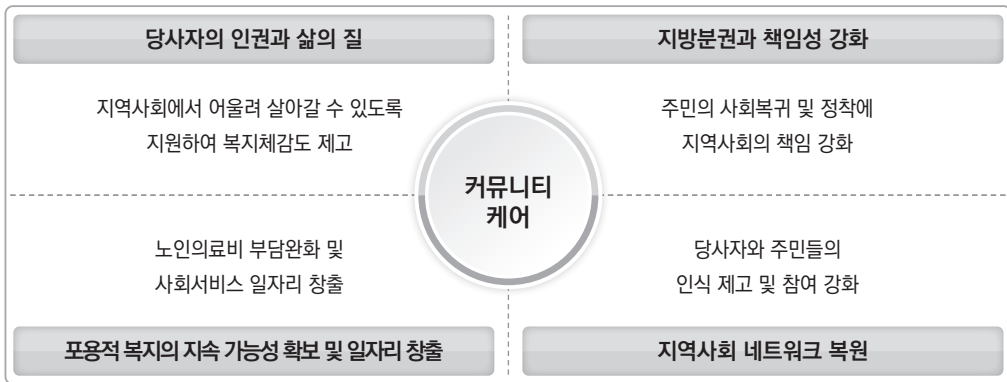 당사자의 인권과 삶의 질
지역사회에서 어울려 살아갈 수 있도록
지원하여 복지체감도 제고
지방분권과 책임성 강화
주민의 사회복귀 및 정착에
지역사회의 책임 강화
커뮤니티
케어
노인의료비 부담완화 및
사회서비스 일자리 창출
포용적 복지의 지속 가능성 확보 및 일자리 창출
당사자와 주민들의
인식 제고 및 참여 강화
지역사회 네트워크 복원